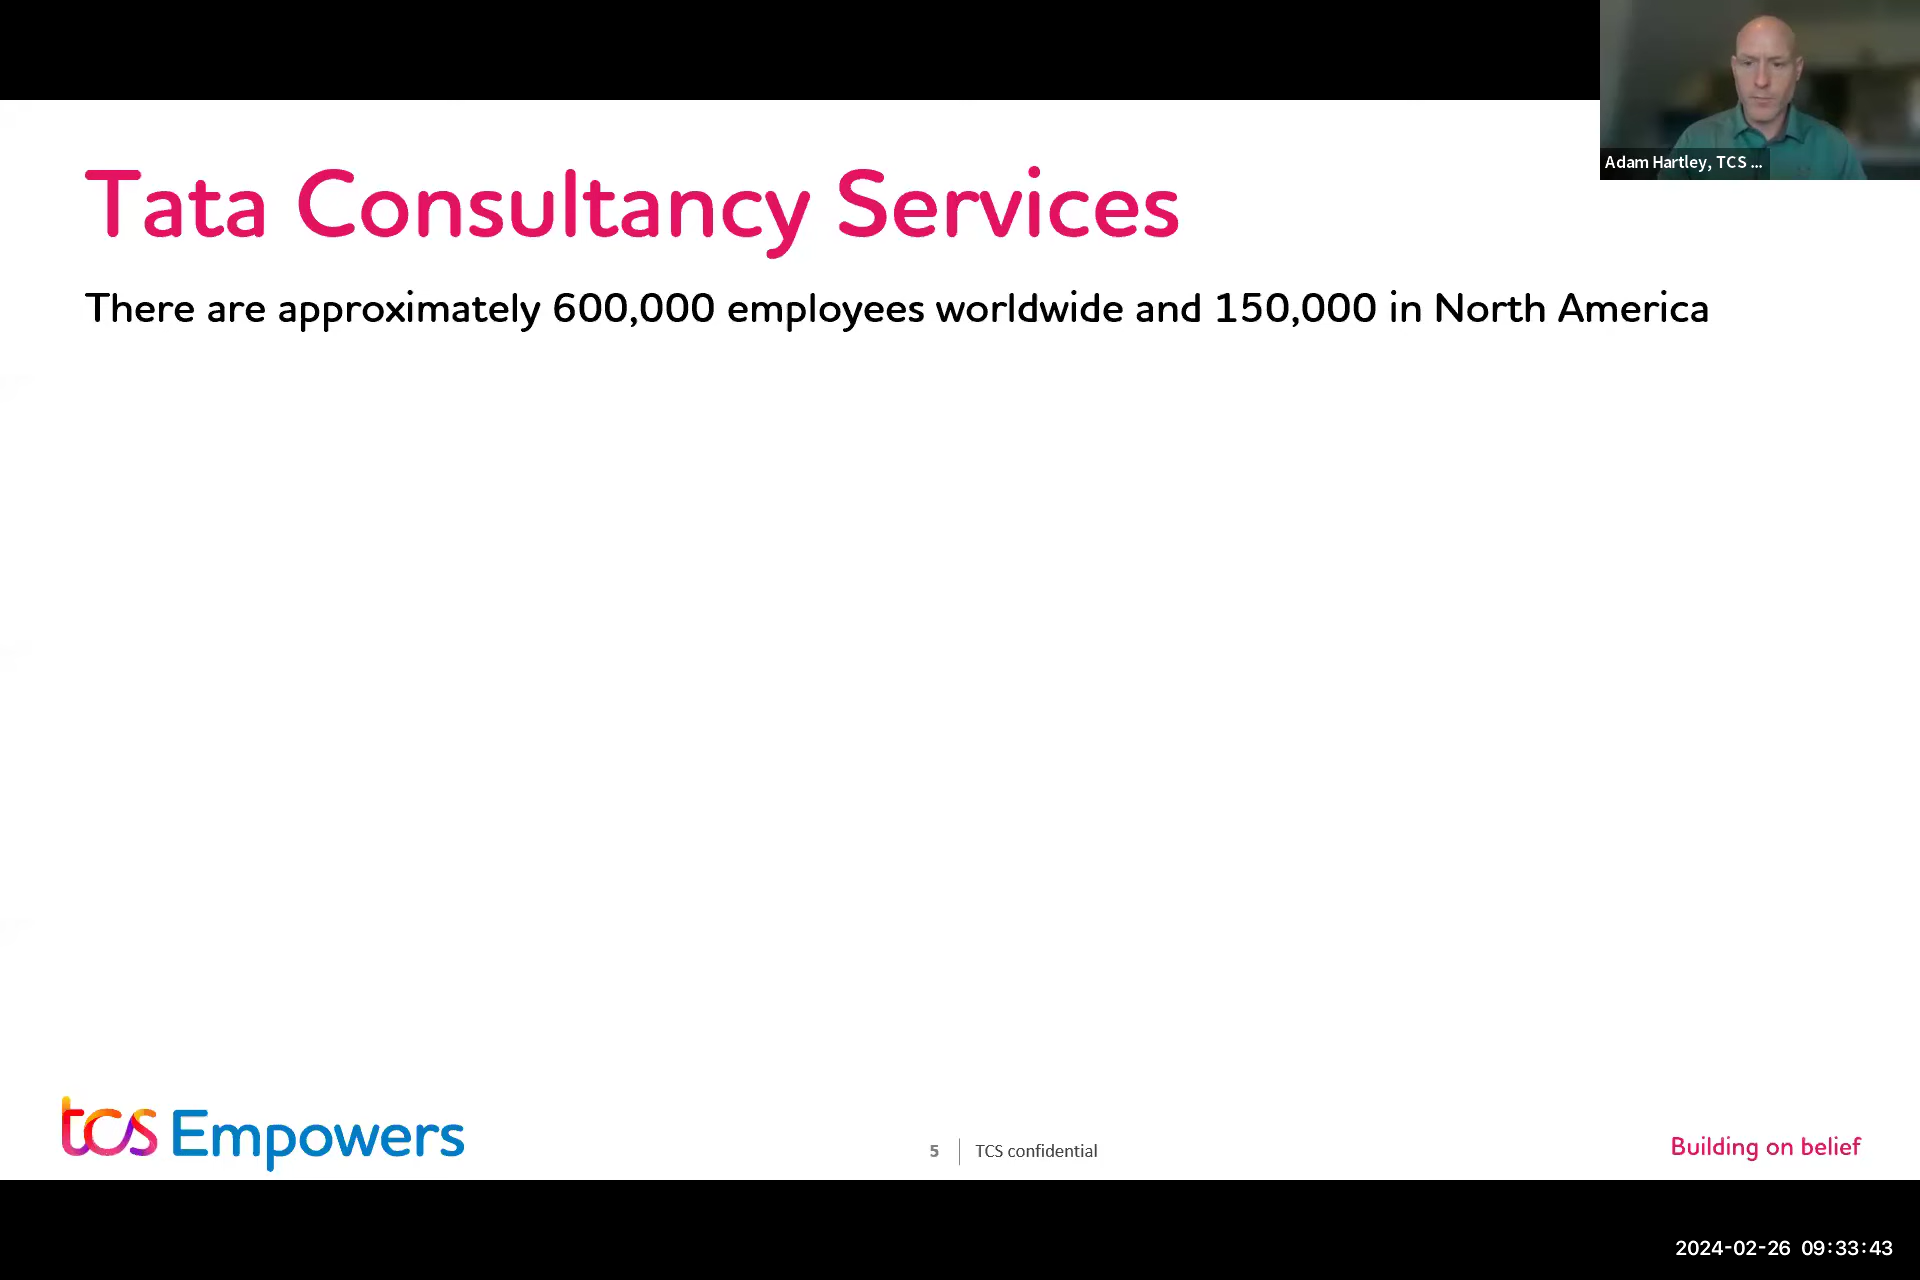 Adam Hartley, TCS ...
Tata Consultancy Services
There are approximately 600,000 employees worldwide and 150,000 in North America
tcs Empowers
5
TCS confidential
Building on belief
2024-02-26 09:33:43